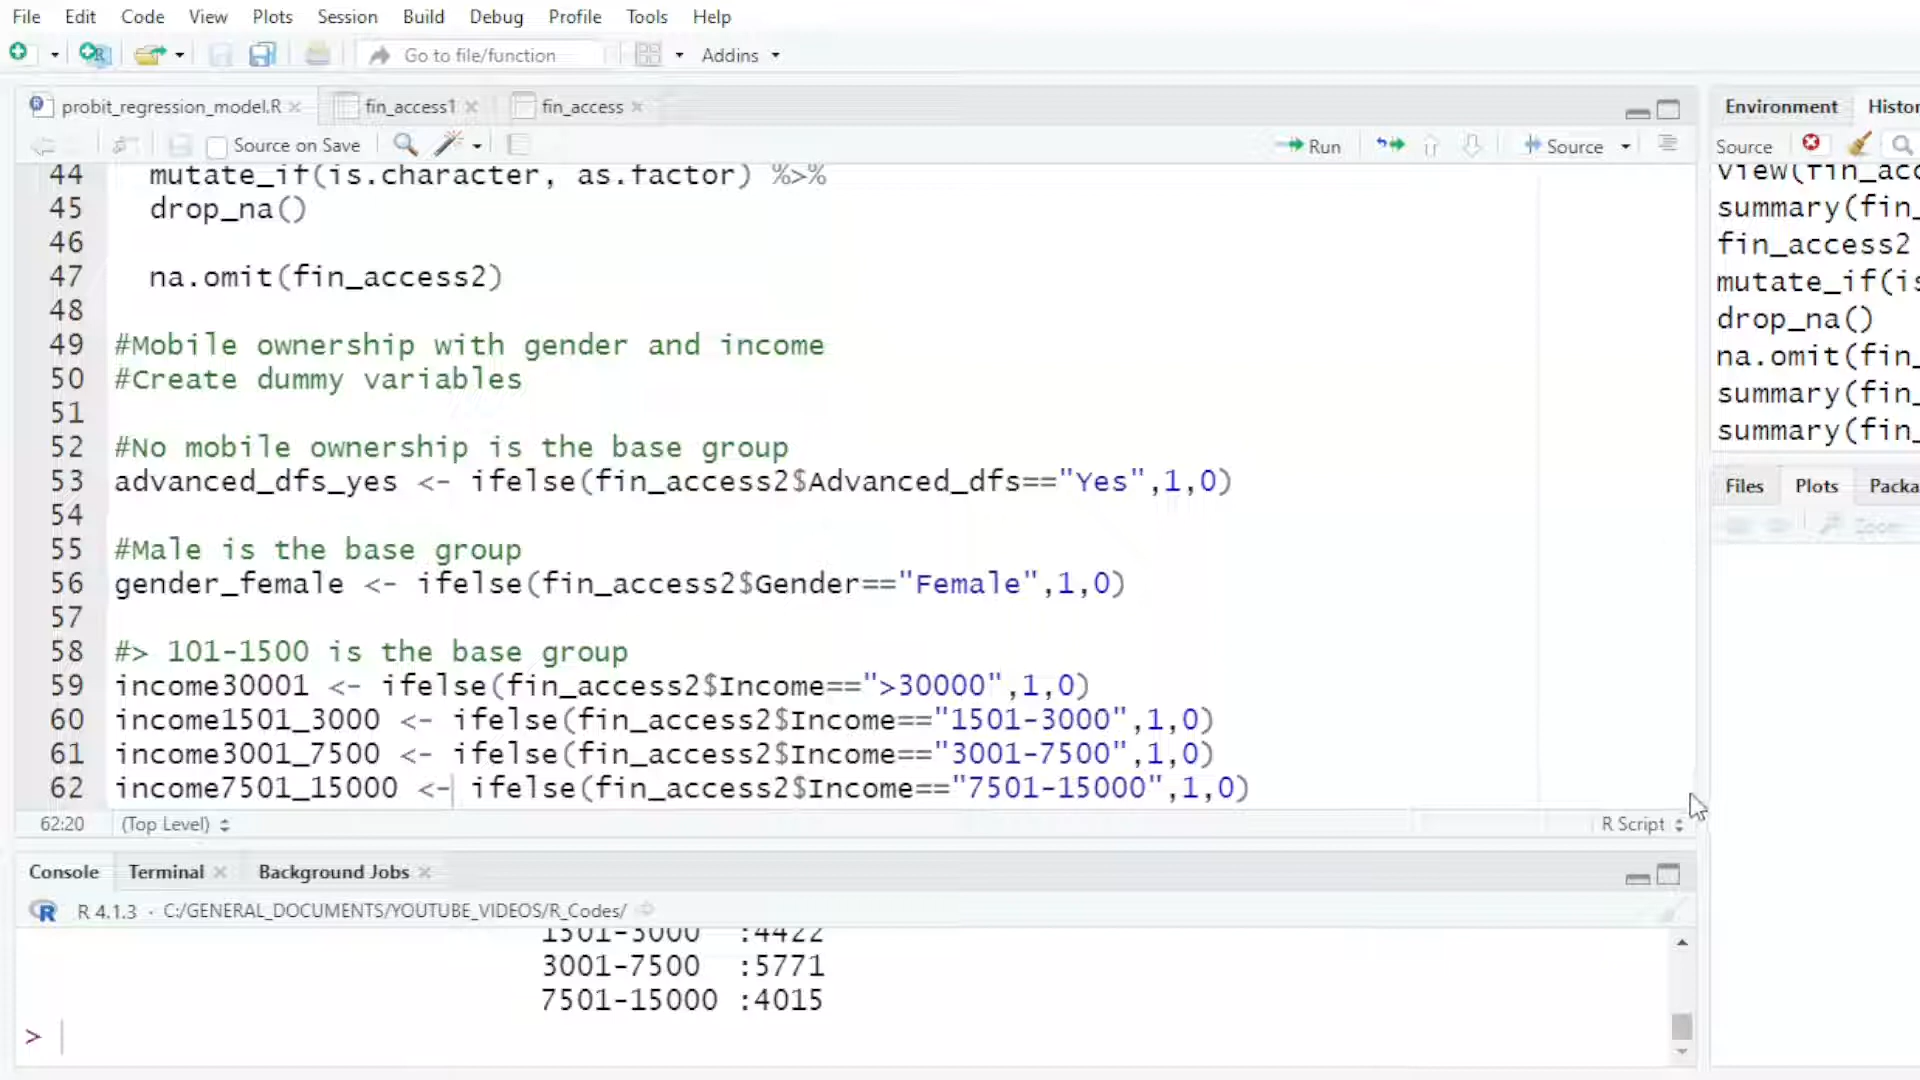 File Edit Code View Plots Session Build Debug Profile Tools Help
Go to file/function Addins
probit_regression_model.R fin_access1 fin_access
Source on Save Run Source
44 mutate_if(is.character, as.factor) %>%
45 drop_na()
46
47 na.omit(fin_access2)
48
49 #Mobile ownership with gender and income
50 #Create dummy variables
51
52 #No mobile ownership is the base group
53 advanced_dfs_yes <- ifelse(fin_access2$Advanced_dfs=="Yes",1,0)
54
55 #Male is the base group
56 gender_female <- ifelse(fin_access2$Gender=="Female",1,0)
57
58 #> 101-1500 is the base group
59 income30001 <- ifelse(fin_access2$Income==">30000",1,0)
60 income1501_3000 <- ifelse(fin_access2$Income=="1501-3000",1,0)
61 income3001_7500 <- ifelse(fin_access2$Income=="3001-7500",1,0)
62 income7501_15000 <- ifelse(fin_access2$Income=="7501-15000",1,0)
62:20 (Top Level) R Script
Console Terminal Background Jobs
R R 4.1.3 · C:/GENERAL_DOCUMENTS/YOUTUBE_VIDEOS/R_Codes/
1501-3000 :4422
3001-7500 :5771
7501-15000 :4015
>
Environment Histor
Source
view(fin_acc
summary(fin_
fin_access2
mutate_if(is
drop_na()
na.omit(fin_
summary(fin_
summary(fin_
Files Plots Packa
Zoom